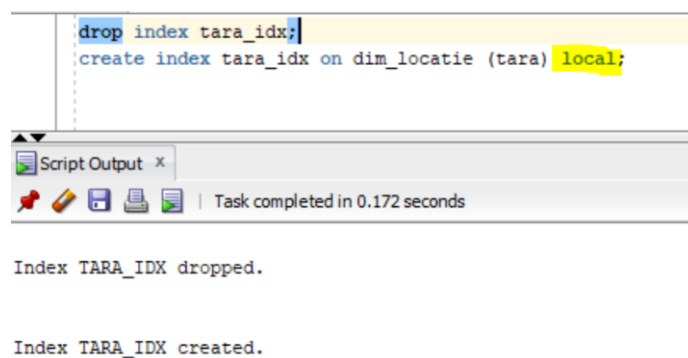 drop index tara_idx;
create index tara_idx on dim_locatie (tara) local;
Script Output x
Task completed in 0.172 seconds
Index TARA_IDX dropped.
Index TARA_IDX created.